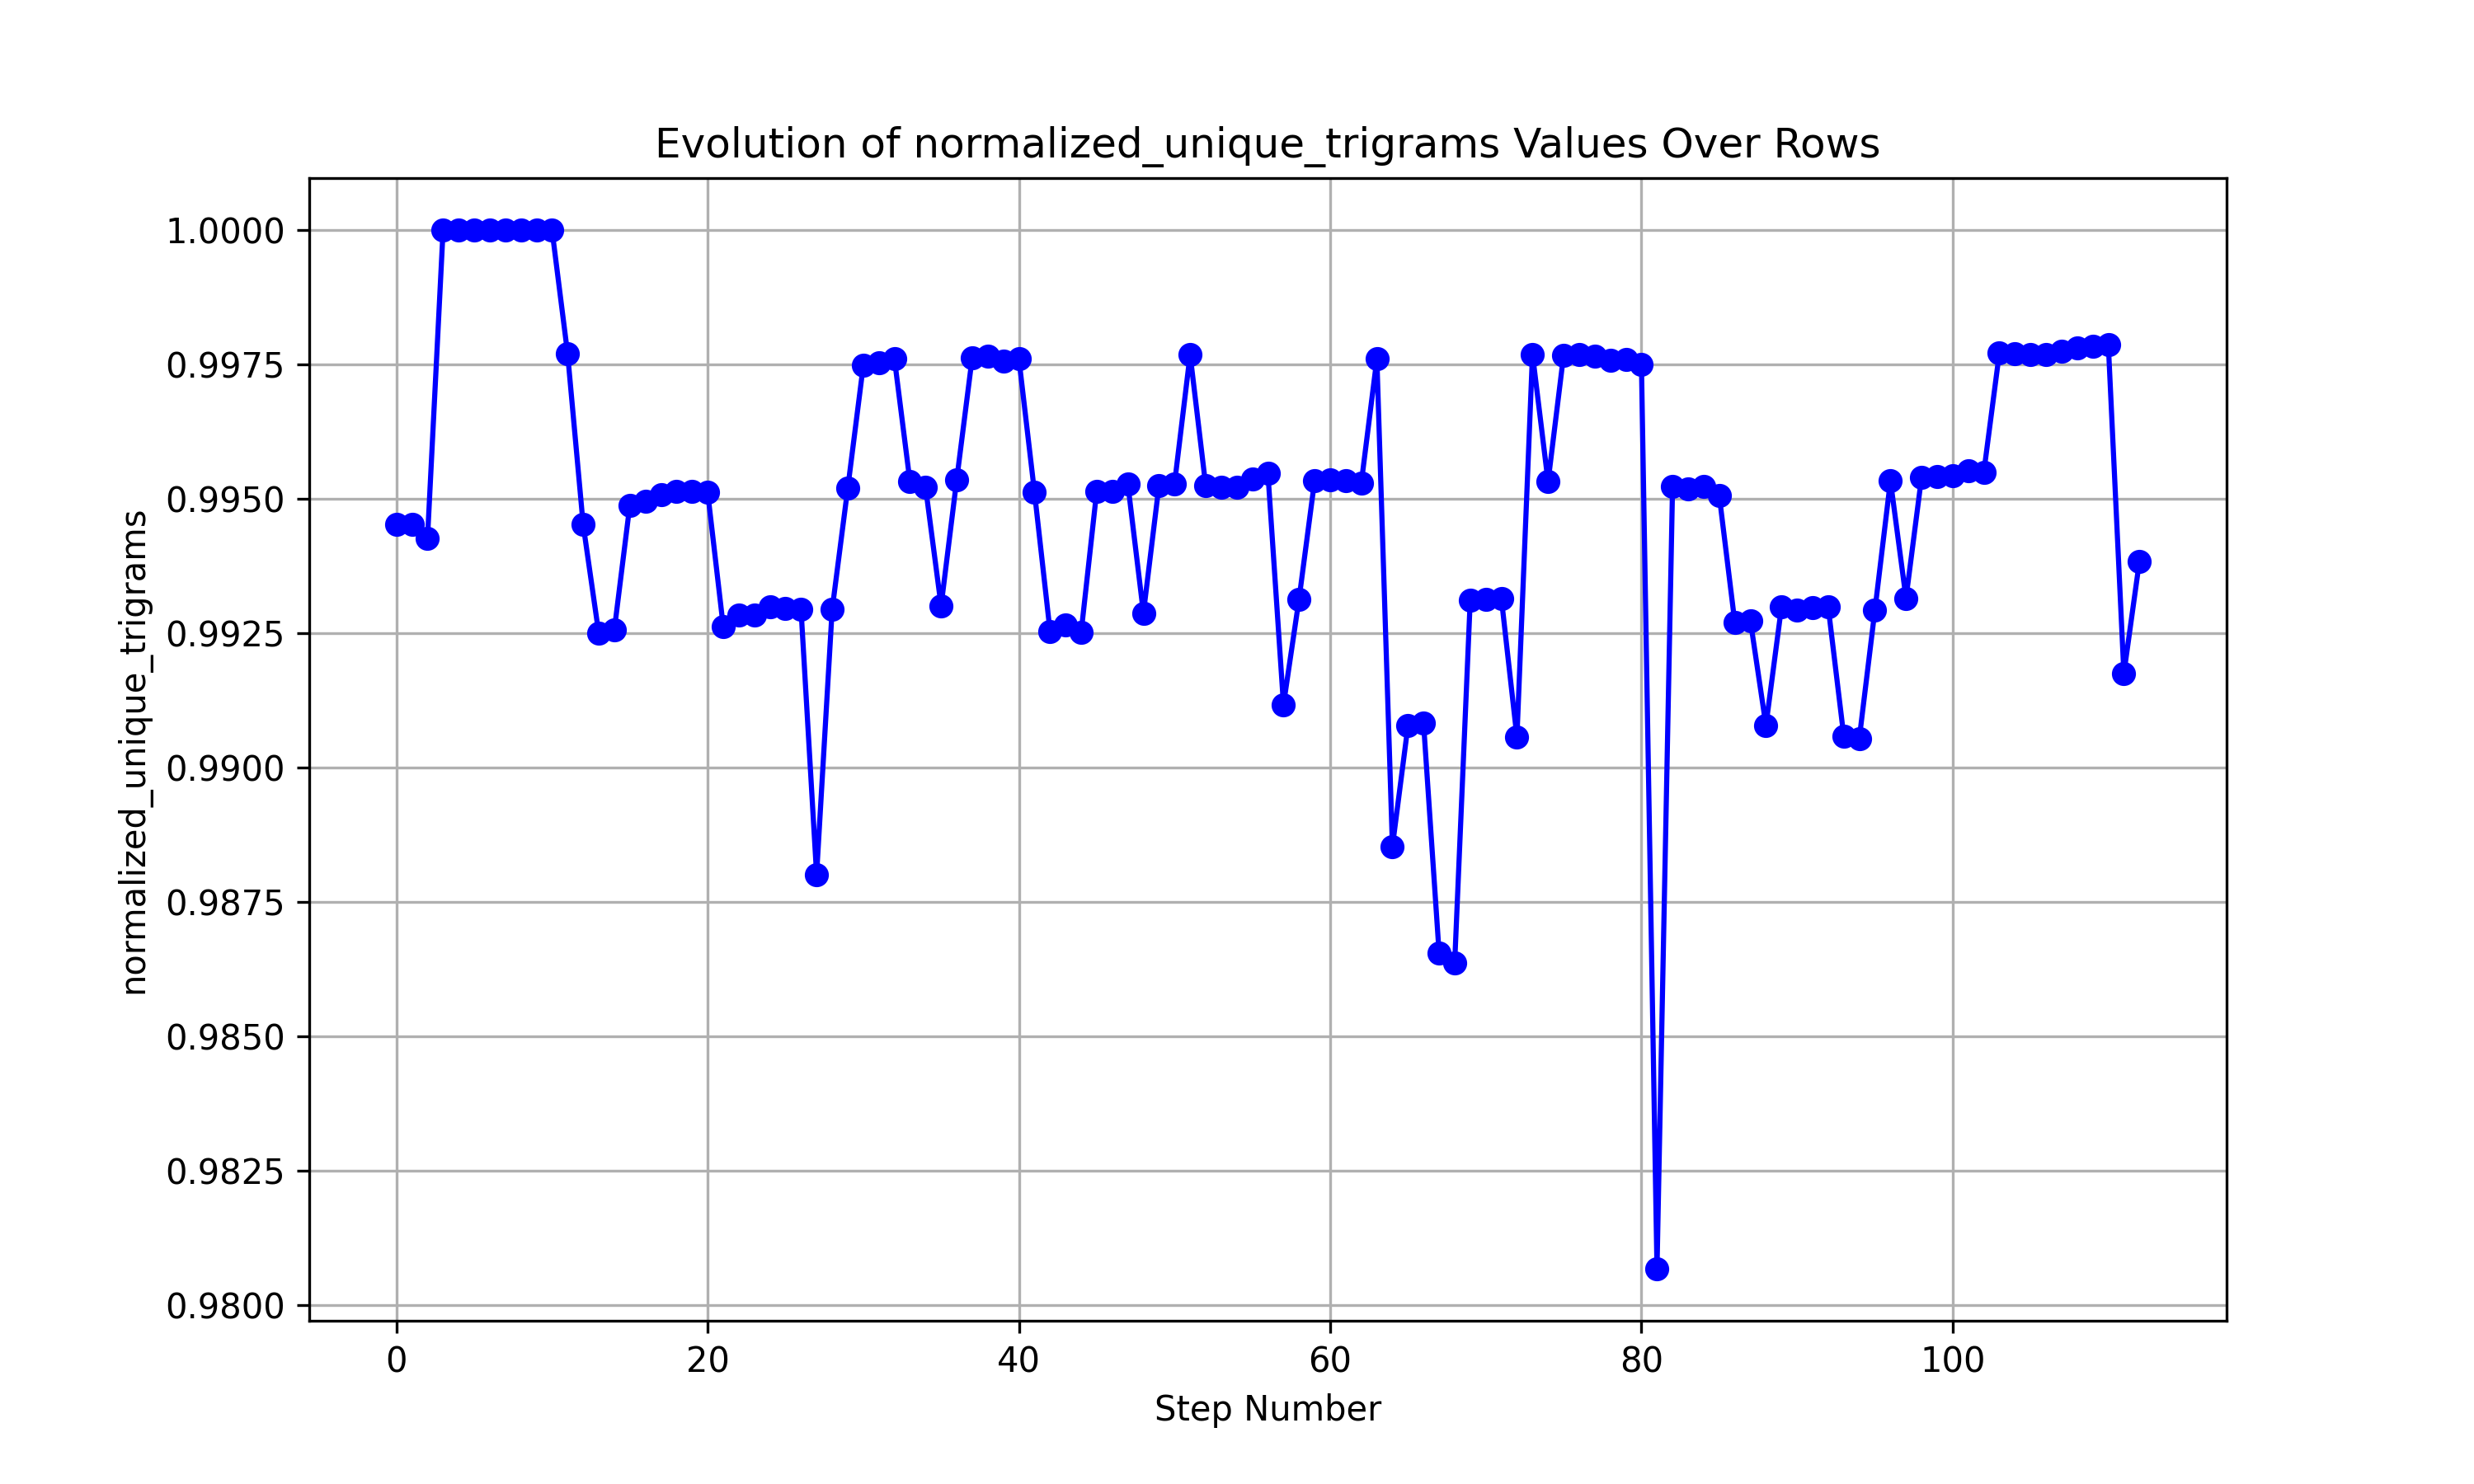 Evolution of normalized_unique_trigrams Values Over Rows
normalized_unique_trigrams
1.0000
0.9975
0.9950
0.9925
0.9900
0.9875
0.9850
0.9825
0.9800
0 20 40 60 80 100
Step Number